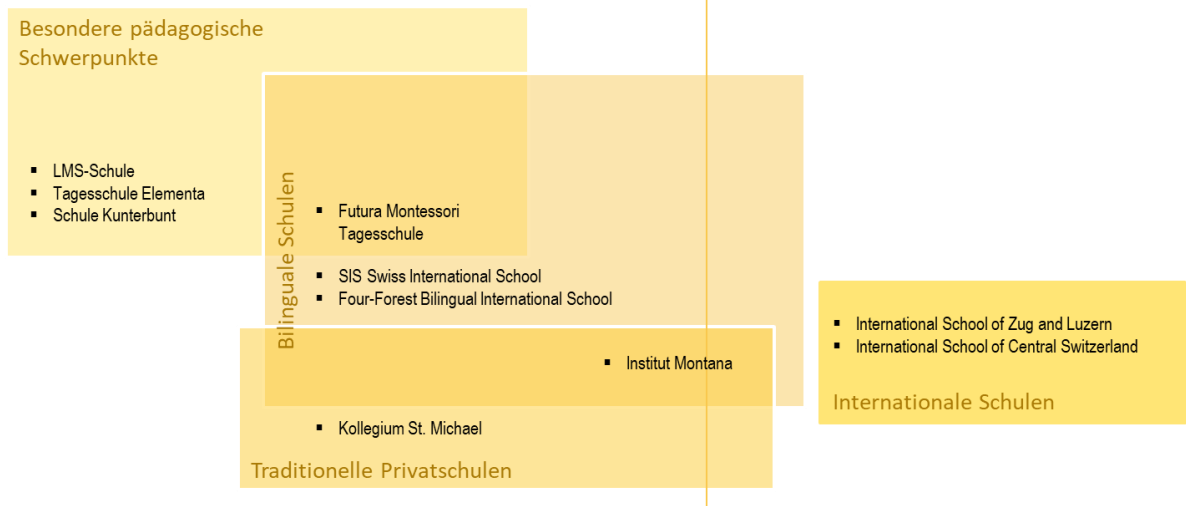 Besondere pädagogische
Schwerpunkte
▪ LMS-Schule
▪ Tagesschule Elementa
▪ Schule Kunterbunt
Bilinguale Schulen
▪ Futura Montessori
Tagesschule
▪ SIS Swiss International School
▪ Four-Forest Bilingual International School
▪ Institut Montana
▪ Kollegium St. Michael
Traditionelle Privatschulen
▪ International School of Zug and Luzern
▪ International School of Central Switzerland
Internationale Schulen